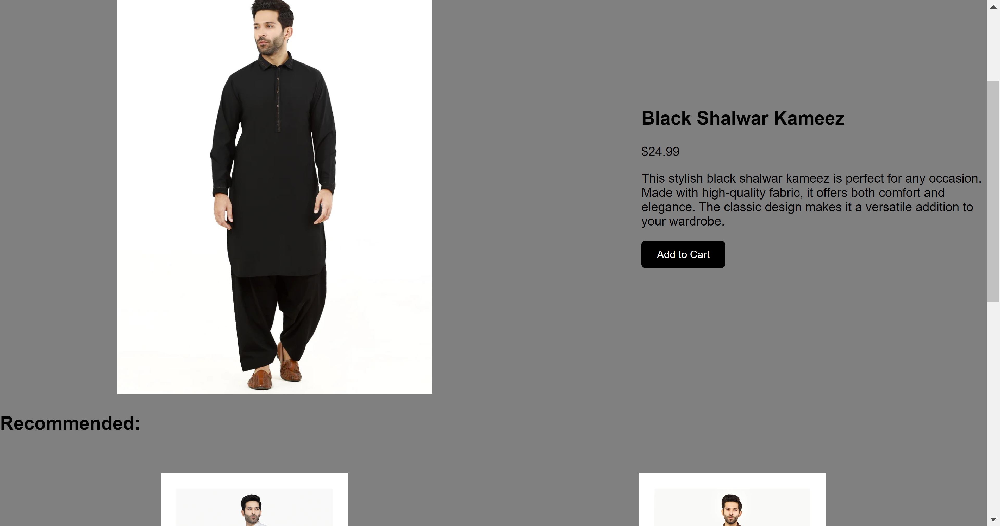 Black Shalwar Kameez
$24.99
This stylish black shalwar kameez is perfect for any occasion.
Made with high-quality fabric, it offers both comfort and
elegance. The classic design makes it a versatile addition to
your wardrobe.
Add to Cart
Recommended: